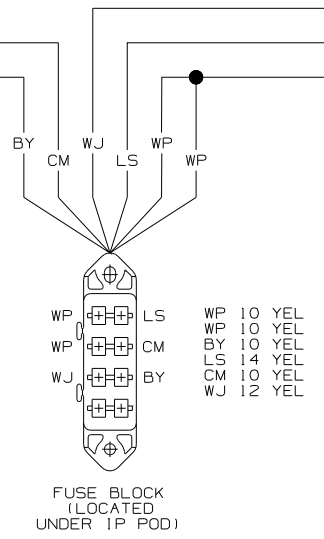 BY
CM
WJ
LS
WP
WP
WP LS
WP CM
WJ BY
WP 10 YEL
WP 10 YEL
BY 10 YEL
LS 14 YEL
CM 10 YEL
WJ 12 YEL
FUSE BLOCK
(LOCATED
UNDER IP POD)